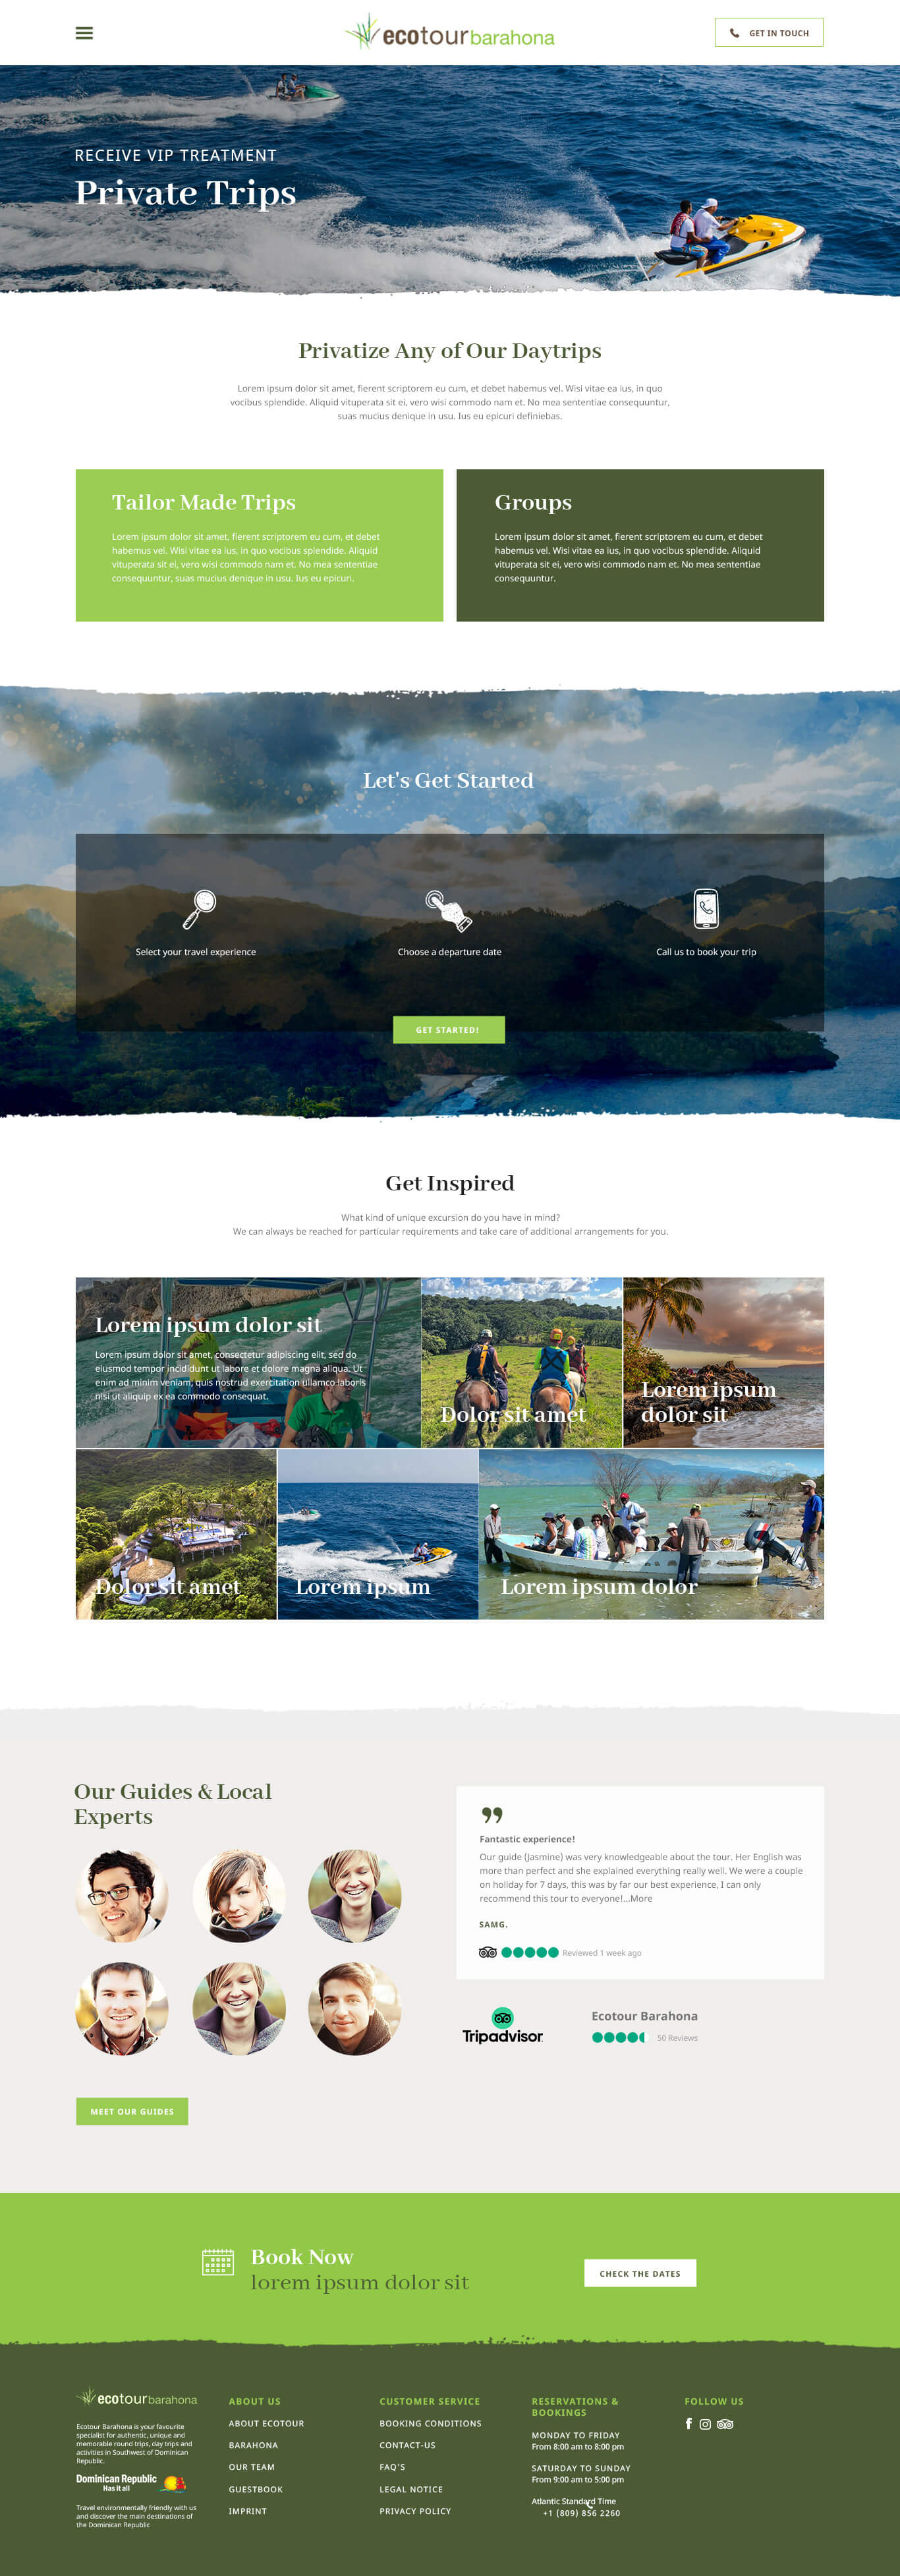 ecotourbarahona
GET IN TOUCH
RECEIVE VIP TREATMENT
Private Trips
Privatize Any of Our Daytrips
Lorem ipsum dolor sit amet, fierent scriptorem eu cum, et debet habemus vel. Wisi vitae ea ius, in quo
vocibus splendide. Aliquid vituperata sit ei, vero wisi commodo nam et. No mea sententiae consequuntur,
suas mucius denique in usu. Ius eu epicuri definiebas.
Tailor Made Trips
Lorem ipsum dolor sit amet, fierent scriptorem eu cum, et debet
habemus vel. Wisi vitae ea ius, in quo vocibus splendide. Aliquid
vituperata sit ei, vero wisi commodo nam et. No mea sententiae
consequuntur, suas mucius denique in usu. Ius eu epicuri.
Groups
Lorem ipsum dolor sit amet, fierent scriptorem eu cum, et debet
habemus vel. Wisi vitae ea ius, in quo vocibus splendide. Aliquid
vituperata sit ei, vero wisi commodo nam et. No mea sententiae
consequuntur.
Let's Get Started
Select your travel experience
Choose a departure date
Call us to book your trip
GET STARTED!
Get Inspired
What kind of unique excursion do you have in mind?
We can always be reached for particular requirements and take care of additional arrangements for you.
Lorem ipsum dolor sit
Lorem ipsum dolor sit amet, consectetur adipiscing elit, sed do
eiusmod tempor incididunt ut labore et dolore magna aliqua. Ut
enim ad minim veniam, quis nostrud exercitation ullamco laboris
nisi ut aliquip ex ea commodo consequat.
Dolor sit amet
Lorem ipsum
dolor sit
Dolor sit amet
Lorem ipsum
Lorem ipsum dolor
Our Guides & Local
Experts
MEET OUR GUIDES
”
Fantastic experience!
Our guide (Jasmine) was very knowledgeable about the tour. Her English was
more than perfect and she explained everything really well. We were a couple
on holiday for 7 days, this was by far our best experience, I can only
recommend this tour to everyone!...More
SAMG.
Reviewed 1 week ago
Tripadvisor
Ecotour Barahona
50 Reviews
Book Now
lorem ipsum dolor sit
CHECK THE DATES
ecotourbarahona
Ecotour Barahona is your favourite
specialist for authentic, unique and
memorable round trips, day trips and
activities in Southwest of Dominican
Republic.
Dominican Republic
Has it all
Travel environmentally friendly with us
and discover the main destinations of
the Dominican Republic
ABOUT US
ABOUT ECOTOUR
BARAHONA
OUR TEAM
GUESTBOOK
IMPRINT
CUSTOMER SERVICE
BOOKING CONDITIONS
CONTACT-US
FAQ'S
LEGAL NOTICE
PRIVACY POLICY
RESERVATIONS &
BOOKINGS
MONDAY TO FRIDAY
From 8:00 am to 8:00 pm
SATURDAY TO SUNDAY
From 9:00 am to 5:00 pm
Atlantic Standard Time
+1 (809) 856 2260
FOLLOW US